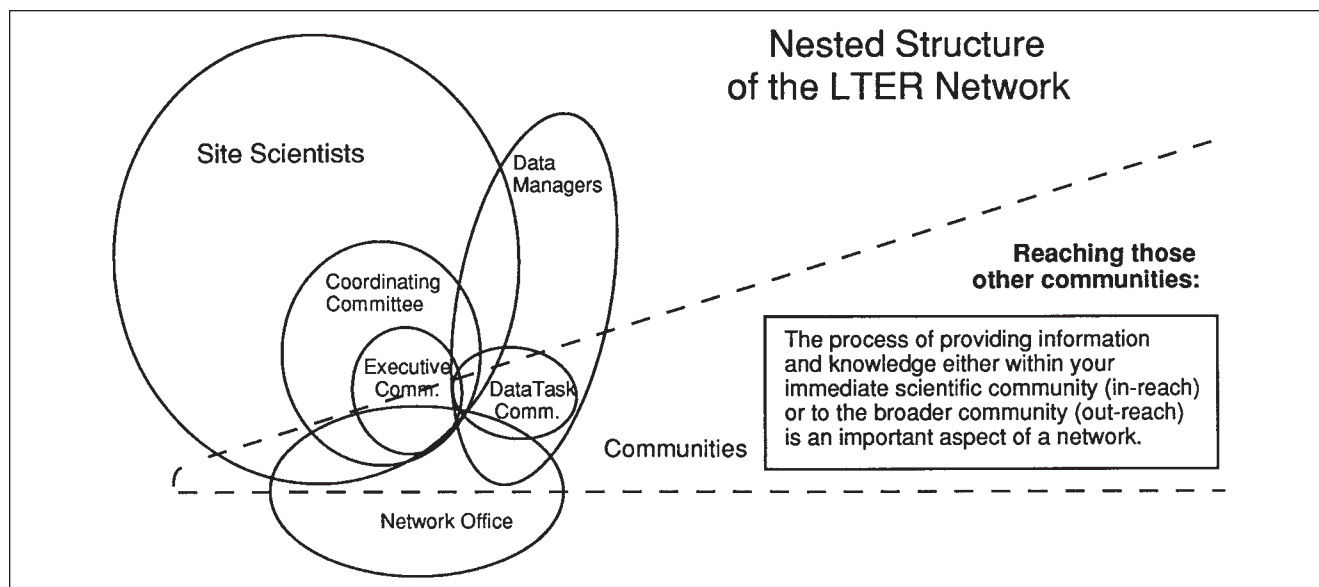 Nested Structure
of the LTER Network
Site Scientists
Data
Managers
Coordinating
Committee
Executive
Comm.
DataTask
Comm.
Communities
Network Office
Reaching those
other communities:
The process of providing information
and knowledge either within your
immediate scientific community (in-reach)
or to the broader community (out-reach)
is an important aspect of a network.